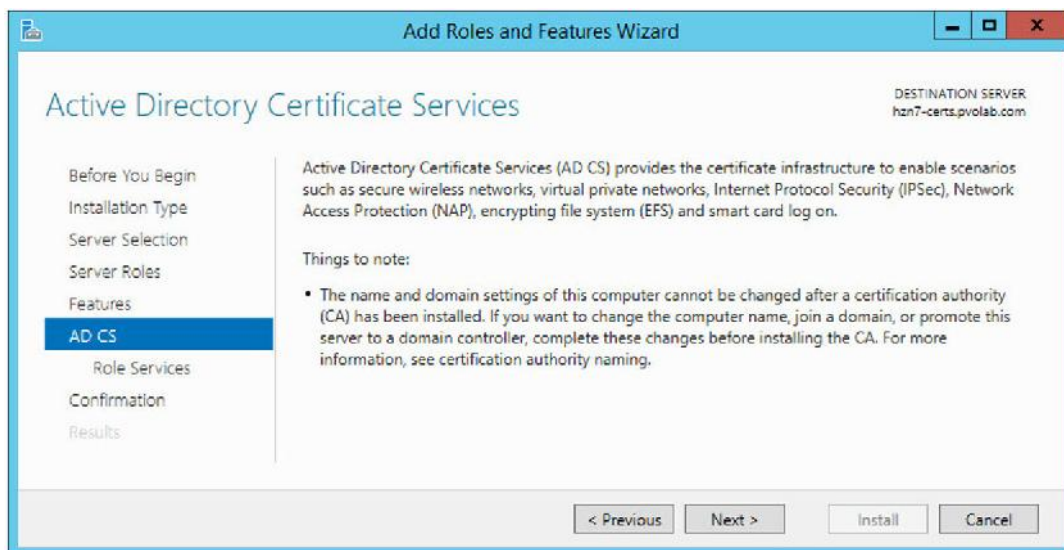 Add Roles and Features Wizard
Active Directory Certificate Services
DESTINATION SERVER
hzn7-certs.pvolab.com
Before You Begin
Installation Type
Server Selection
Server Roles
Features
AD CS
Role Services
Confirmation
Results
Active Directory Certificate Services (AD CS) provides the certificate infrastructure to enable scenarios
such as secure wireless networks, virtual private networks, Internet Protocol Security (IPSec), Network
Access Protection (NAP), encrypting file system (EFS) and smart card log on.
Things to note:
• The name and domain settings of this computer cannot be changed after a certification authority
(CA) has been installed. If you want to change the computer name, join a domain, or promote this
server to a domain controller, complete these changes before installing the CA. For more
information, see certification authority naming.
< Previous
Next >
Install
Cancel